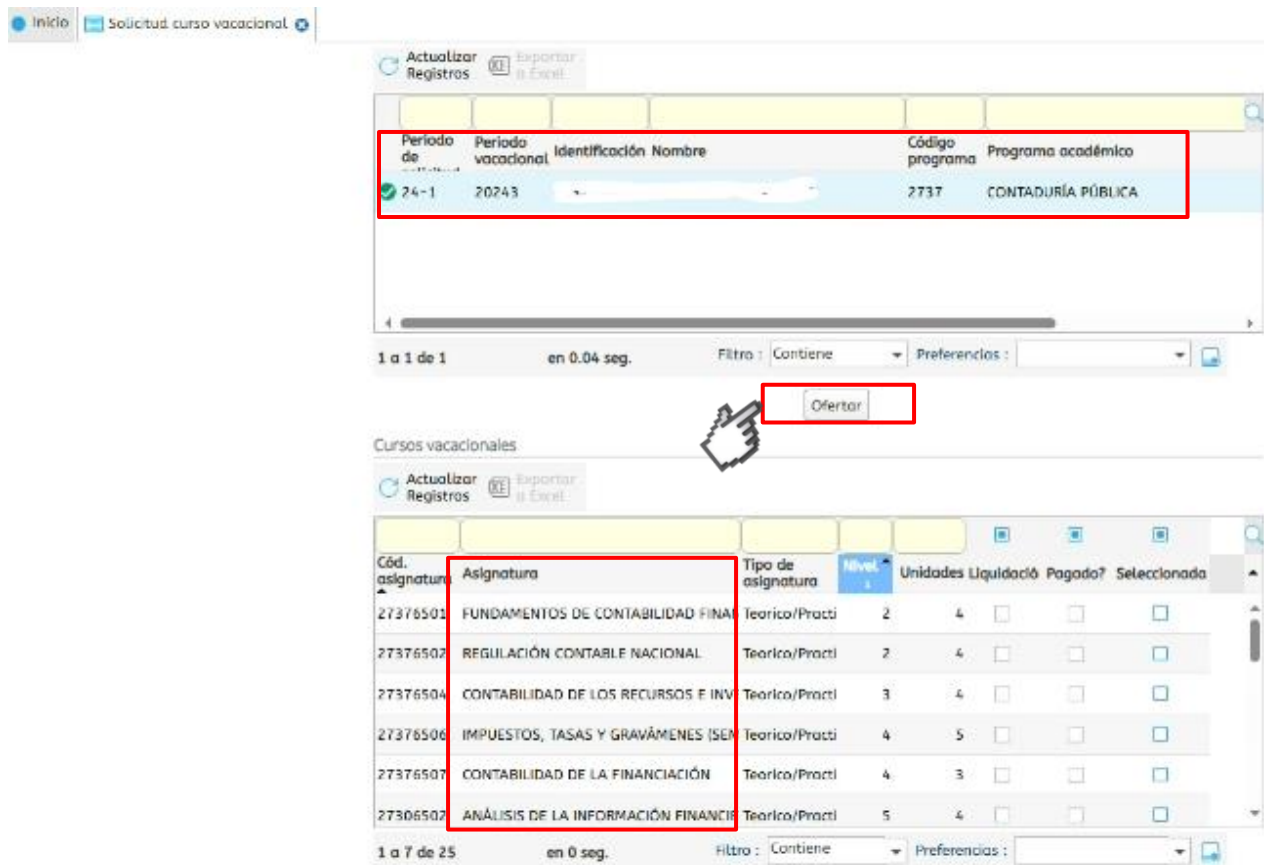 Inicio Solicitud curso vacacional
Actualizar Registros Exportar a Excel
Periodo de Periodo vacacional Identificación Nombre Código programa Programa académico
24-1 20243 2737 CONTADURÍA PÚBLICA
1 a 1 de 1 en 0.04 seg. Filtro : Contiene Preferencias :
Ofertar
Cursos vacacionales
Actualizar Registros Exportar a Excel
Cód. asignatura Asignatura Tipo de asignatura Nivel 1 Unidades Liquidació Pagado? Seleccionada
27376501 FUNDAMENTOS DE CONTABILIDAD FINAN Teorico/Practi 2 4
27376502 REGULACIÓN CONTABLE NACIONAL Teorico/Practi 2 4
27376504 CONTABILIDAD DE LOS RECURSOS E INV Teorico/Practi 3 4
27376506 IMPUESTOS, TASAS Y GRAVÁMENES (SEM Teorico/Practi 4 5
27376507 CONTABILIDAD DE LA FINANCIACIÓN Teorico/Practi 4 3
27306502 ANÁLISIS DE LA INFORMACIÓN FINANCIE Teorico/Practi 5 4
1 a 7 de 25 en 0 seg. Filtro : Contiene Preferencias :